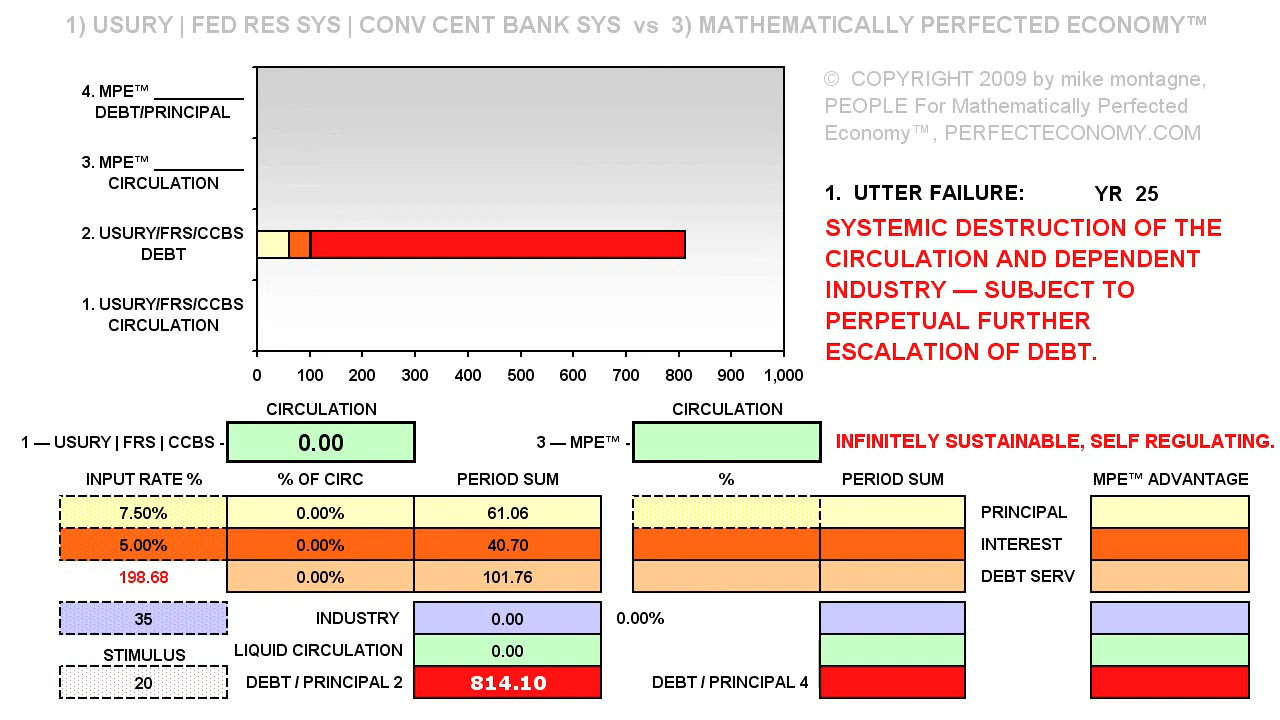 1) USURY | FED RES SYS | CONV CENT BANK SYS vs 3) MATHEMATICALLY PERFECTED ECONOMY™
© COPYRIGHT 2009 by mike montagne,
PEOPLE For Mathematically Perfected
Economy™, PERFECTECONOMY.COM
4. MPE™ __________
DEBT/PRINCIPAL
3. MPE™ __________
CIRCULATION
2. USURY/FRS/CCBS
DEBT
1. USURY/FRS/CCBS
CIRCULATION
0 100 200 300 400 500 600 700 800 900 1,000
1. UTTER FAILURE: YR 25
SYSTEMIC DESTRUCTION OF THE
CIRCULATION AND DEPENDENT
INDUSTRY — SUBJECT TO
PERPETUAL FURTHER
ESCALATION OF DEBT.
CIRCULATION CIRCULATION
1 — USURY | FRS | CCBS - 0.00 3 — MPE™ - INFINITELY SUSTAINABLE, SELF REGULATING.
INPUT RATE % % OF CIRC PERIOD SUM % PERIOD SUM MPE™ ADVANTAGE
7.50% 0.00% 61.06 PRINCIPAL
5.00% 0.00% 40.70 INTEREST
198.68 0.00% 101.76 DEBT SERV
35 INDUSTRY 0.00 0.00%
STIMULUS LIQUID CIRCULATION 0.00
20 DEBT / PRINCIPAL 2 814.10 DEBT / PRINCIPAL 4